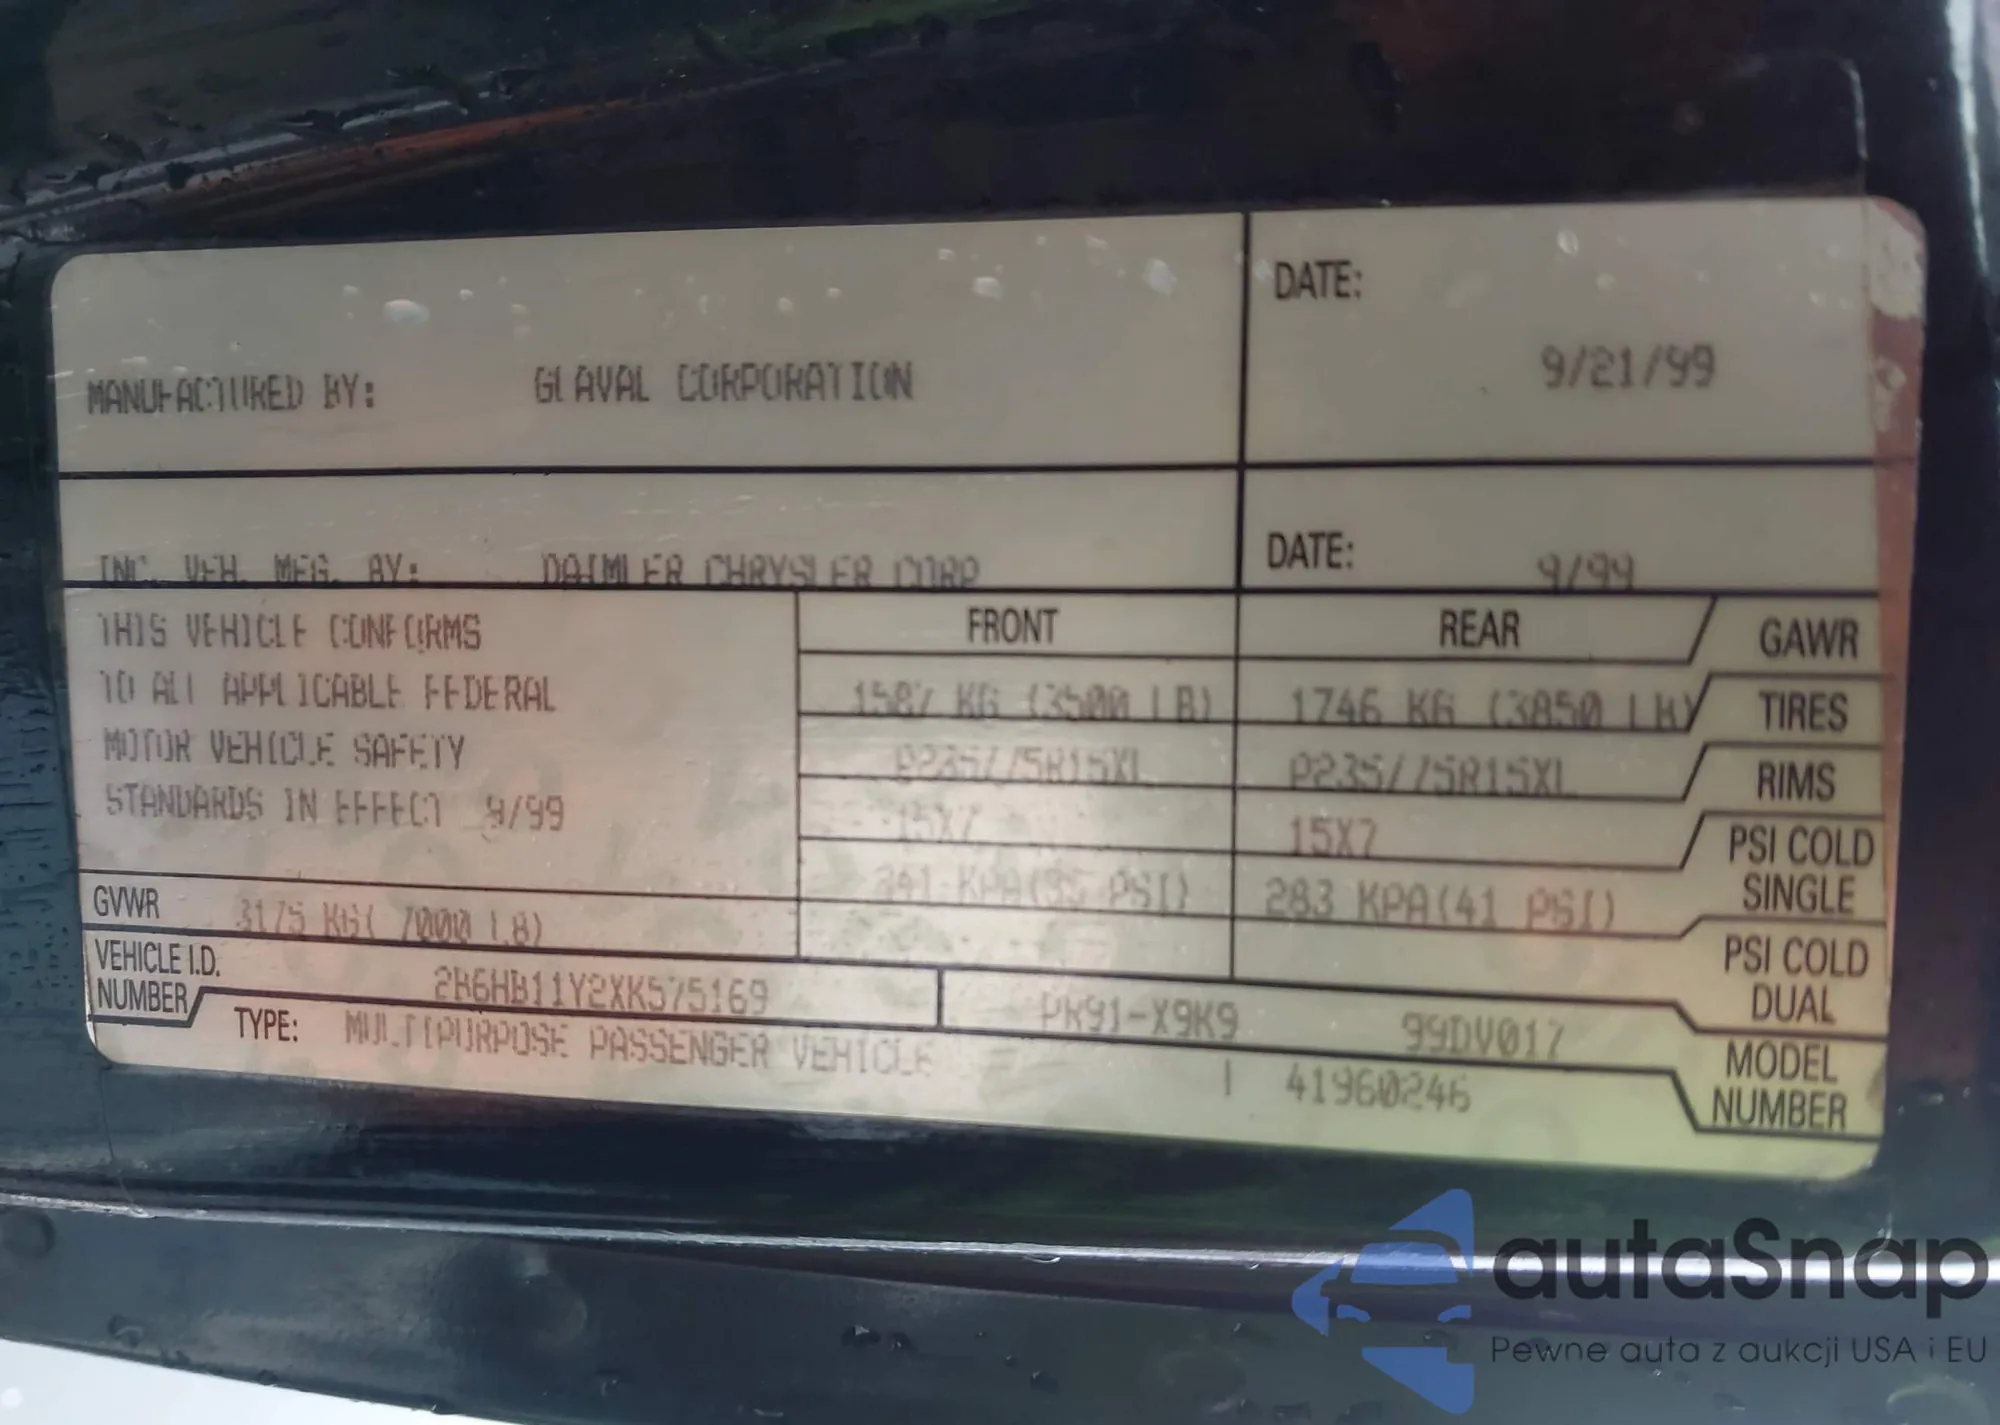 MANUFACTURED BY: GLAVAL CORPORATION
DATE: 9/21/99
INC. VEH. MFG. BY: DAIMLER CHRYSLER CORP
DATE: 9/99
THIS VEHICLE CONFORMS
TO ALL APPLICABLE FEDERAL
MOTOR VEHICLE SAFETY
STANDARDS IN EFFECT 9/99
FRONT REAR GAWR
1587 KG (3500 LB) 1746 KG (3850 LB) TIRES
P235/75R15XL P235/75R15XL RIMS
15X7 15X7 PSI COLD SINGLE
241 KPA(35 PSI) 283 KPA(41 PSI) PSI COLD DUAL
GVWR 3175 KG( 7000 LB)
VEHICLE I.D. NUMBER 2B6HB11Y2XK575169
PK91-X9K9 99DV017 MODEL NUMBER
TYPE: MULTIPURPOSE PASSENGER VEHICLE | 41960246
autaSnap
Pewne auta z aukcji USA i EU